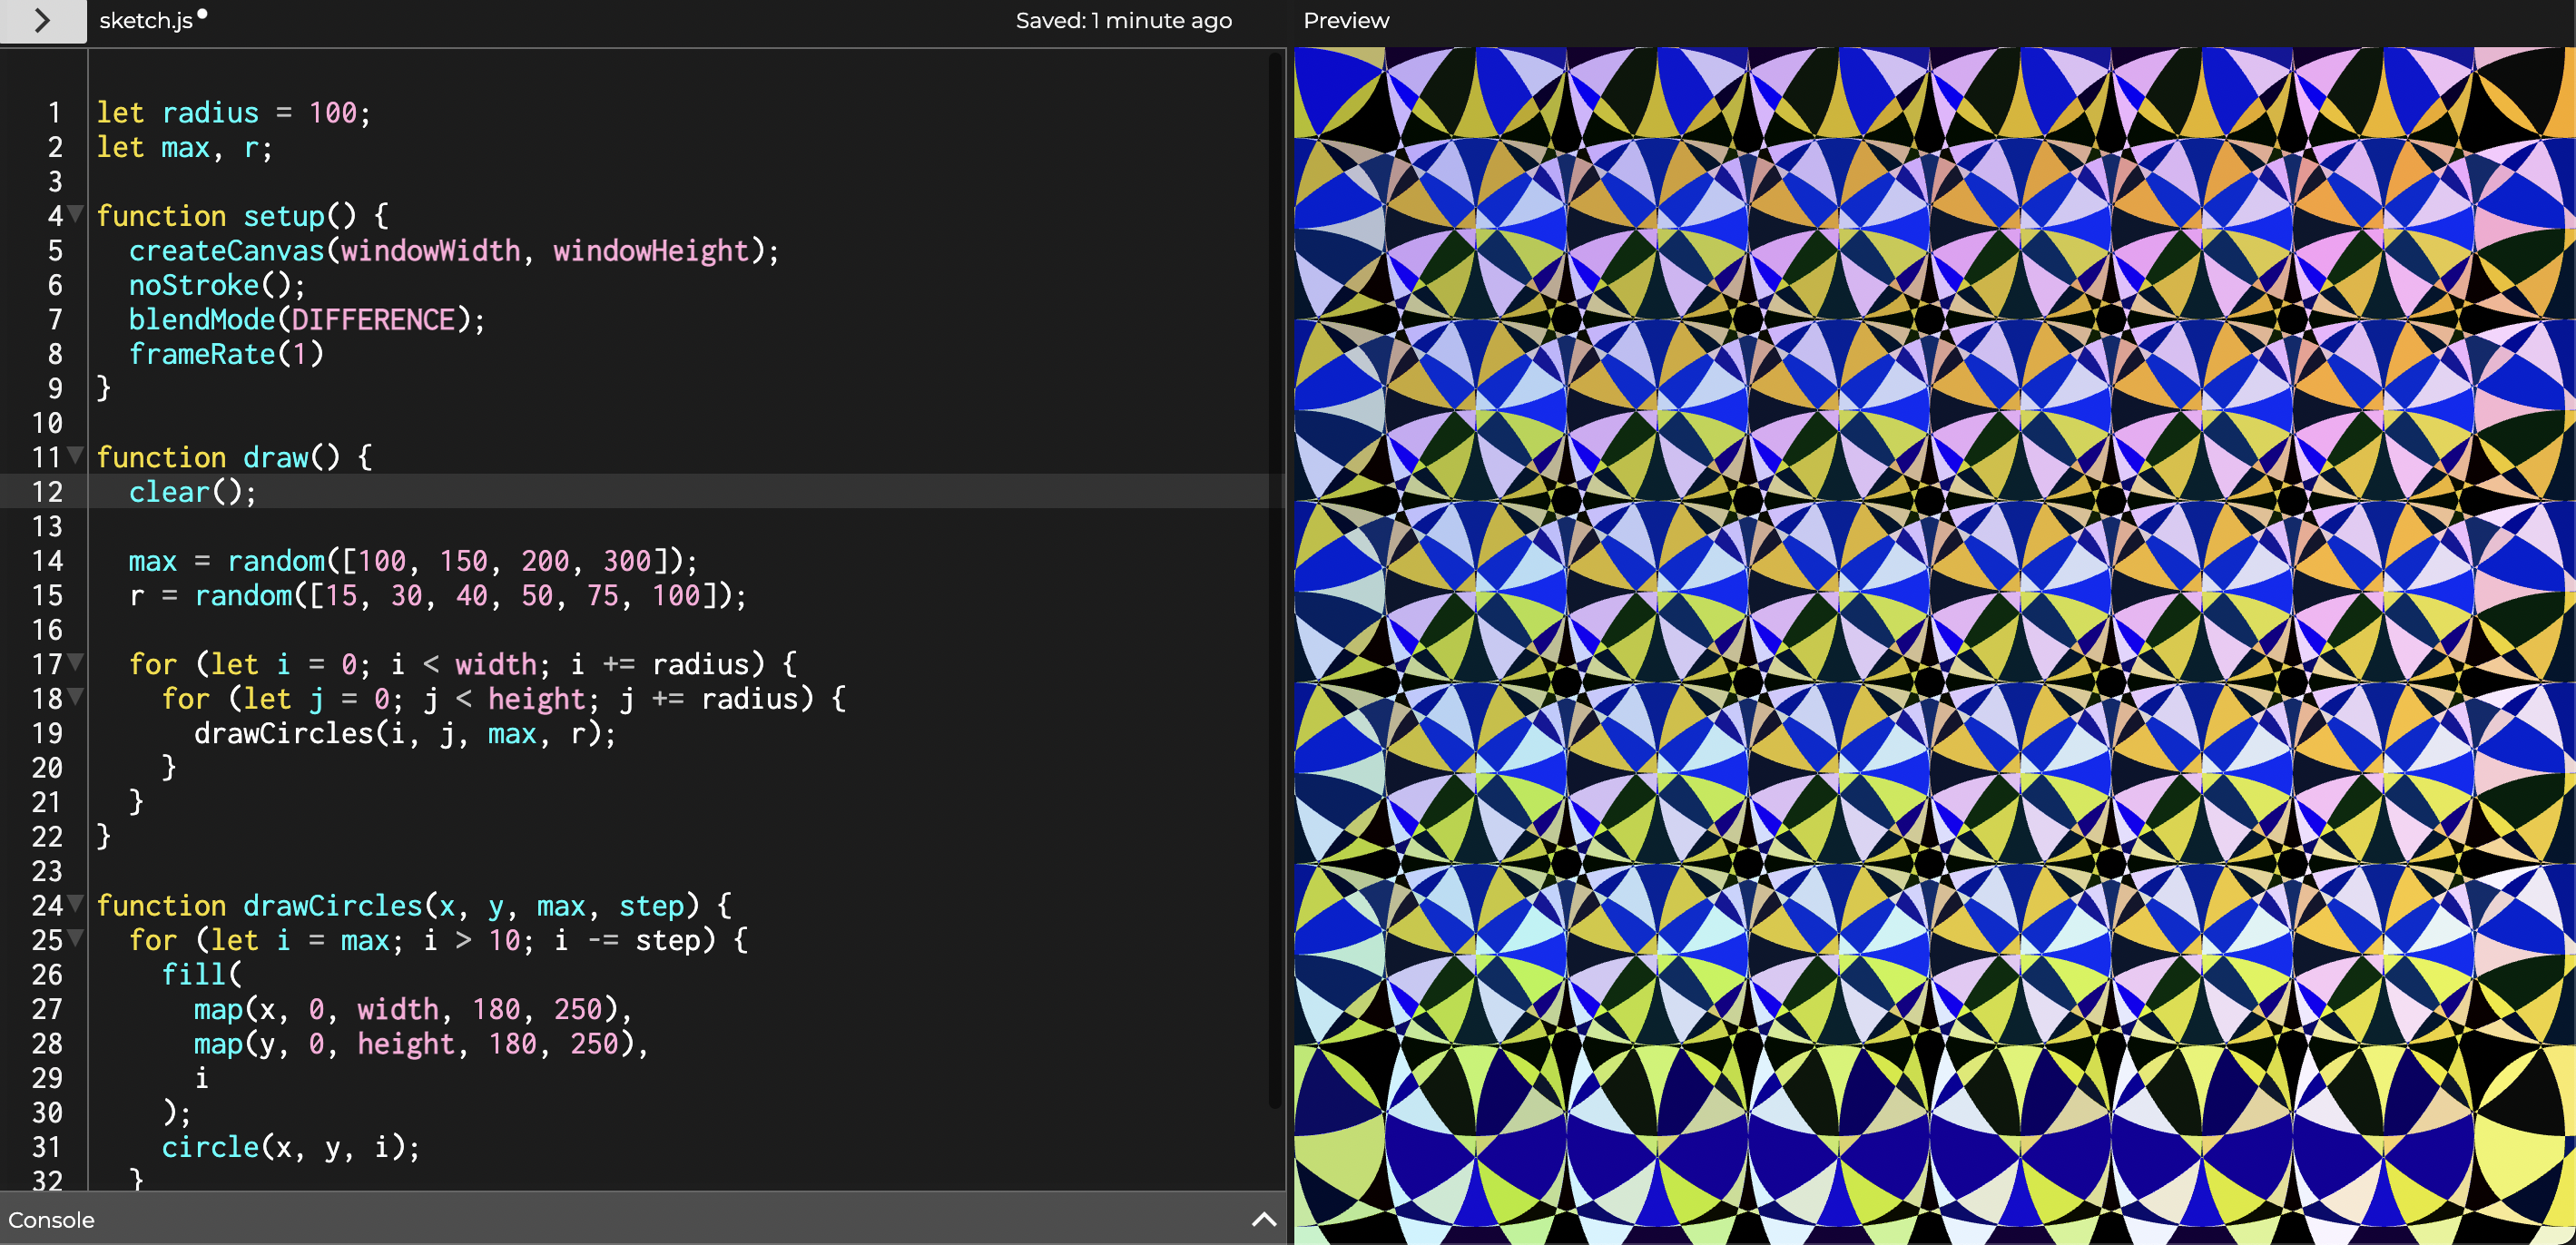 sketch.js
Saved: 1 minute ago
Preview
1 let radius = 100;
2 let max, r;
3
4 function setup() {
5 createCanvas(windowWidth, windowHeight);
6 noStroke();
7 blendMode(DIFFERENCE);
8 frameRate(1)
9 }
10
11 function draw() {
12 clear();
13
14 max = random([100, 150, 200, 300]);
15 r = random([15, 30, 40, 50, 75, 100]);
16
17 for (let i = 0; i < width; i += radius) {
18 for (let j = 0; j < height; j += radius) {
19 drawCircles(i, j, max, r);
20 }
21 }
22 }
23
24 function drawCircles(x, y, max, step) {
25 for (let i = max; i > 10; i -= step) {
26 fill(
27 map(x, 0, width, 180, 250),
28 map(y, 0, height, 180, 250),
29 i
30 );
31 circle(x, y, i);
32 }
Console